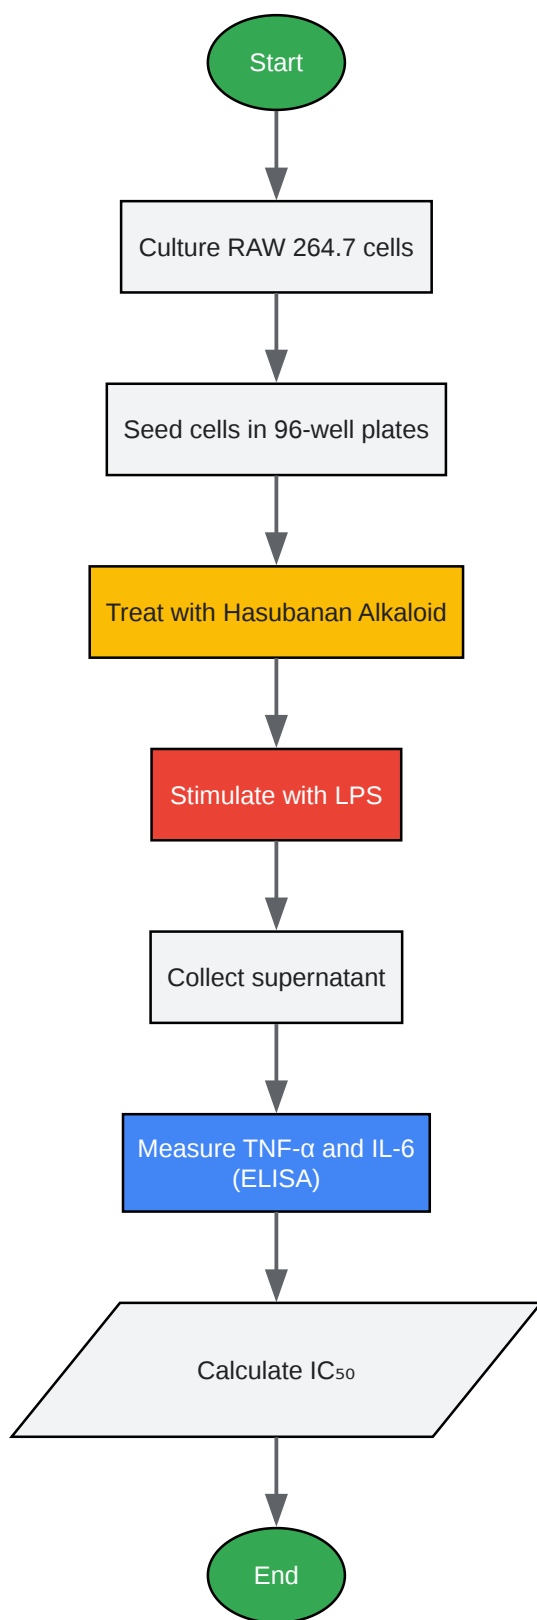 Start
Culture RAW 264.7 cells
Seed cells in 96-well plates
Treat with Hasubanan Alkaloid
Stimulate with LPS
Collect supernatant
Measure TNF-α and IL-6
(ELISA)
Calculate IC₅₀
End